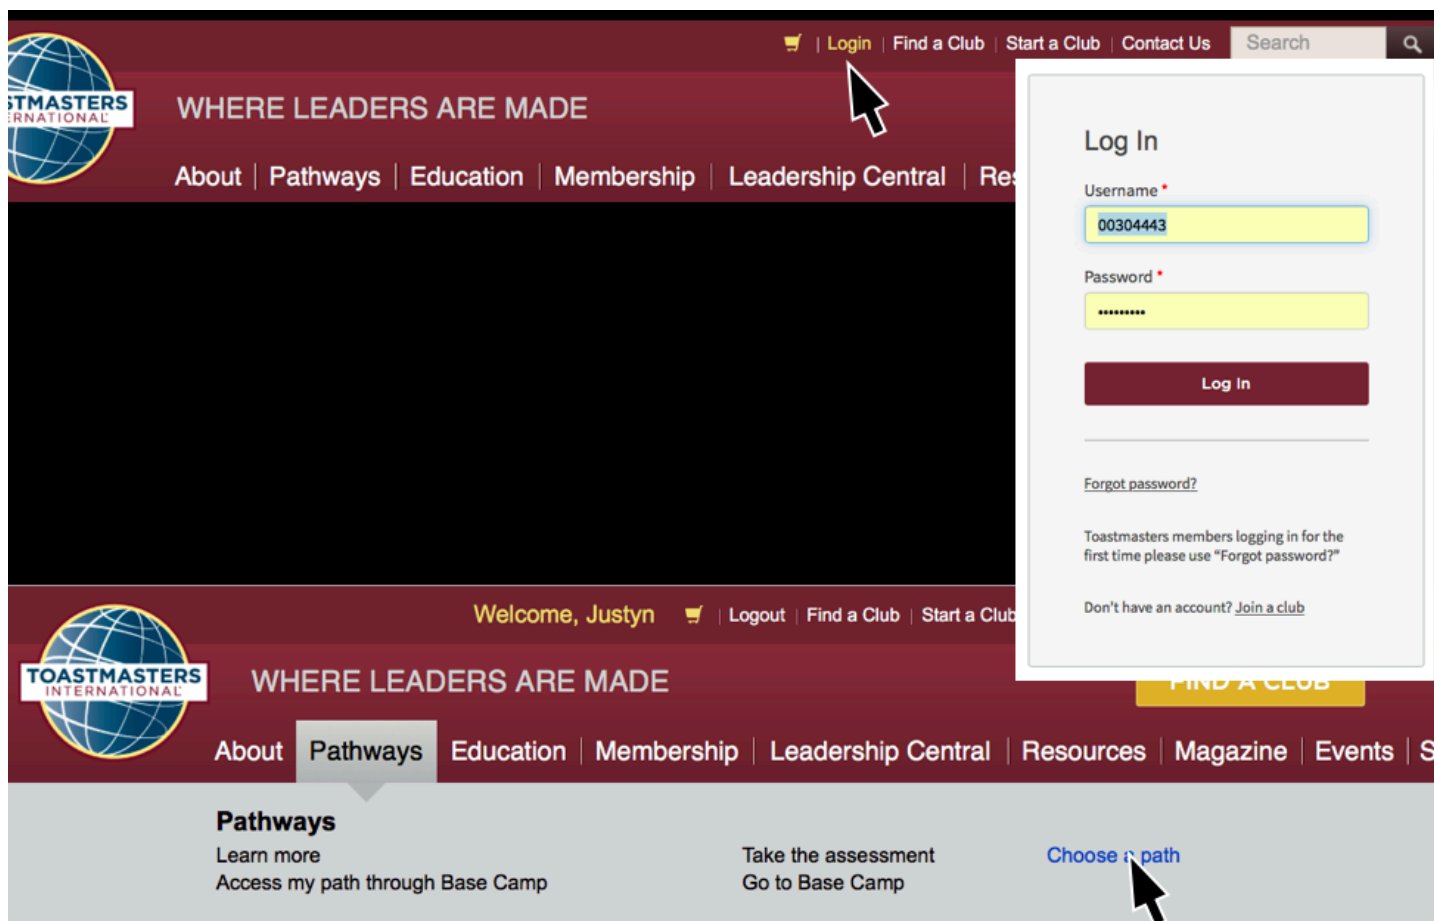 Login | Find a Club | Start a Club | Contact Us Search
STMASTERS
ERNATIONAL
WHERE LEADERS ARE MADE
About | Pathways | Education | Membership | Leadership Central | Res
Log In
Username *
00304443
Password *
•••••••••
Log In
Forgot password?
Toastmasters members logging in for the
first time please use “Forgot password?”
Don't have an account? Join a club
Welcome, Justyn | Logout | Find a Club | Start a Club
TOASTMASTERS
INTERNATIONAL
WHERE LEADERS ARE MADE
FIND A CLUB
About Pathways Education | Membership | Leadership Central | Resources | Magazine | Events | S
Pathways
Learn more Take the assessment Choose a path
Access my path through Base Camp Go to Base Camp